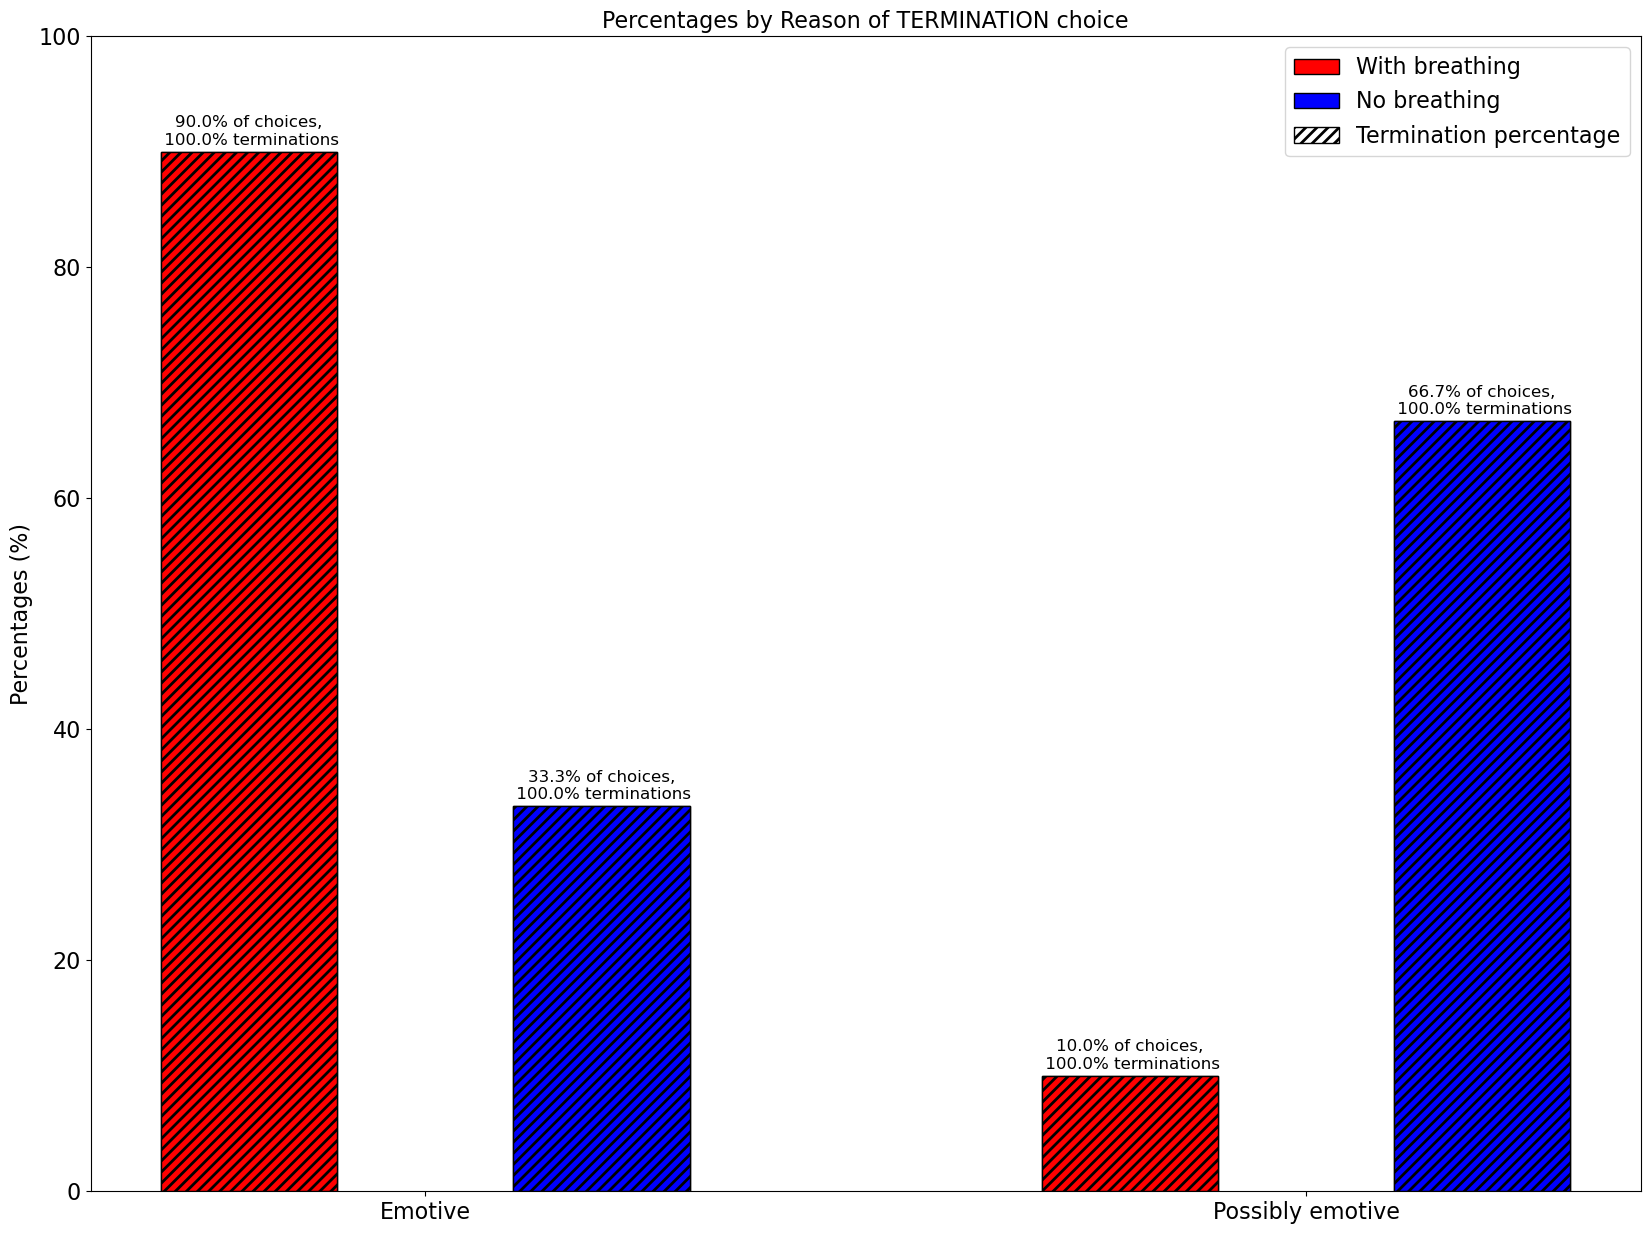 Percentages by Reason of TERMINATION choice
100
80
60
40
20
0
Percentages (%)
With breathing
No breathing
Termination percentage
90.0% of choices,
100.0% terminations
33.3% of choices,
100.0% terminations
10.0% of choices,
100.0% terminations
66.7% of choices,
100.0% terminations
Emotive
Possibly emotive